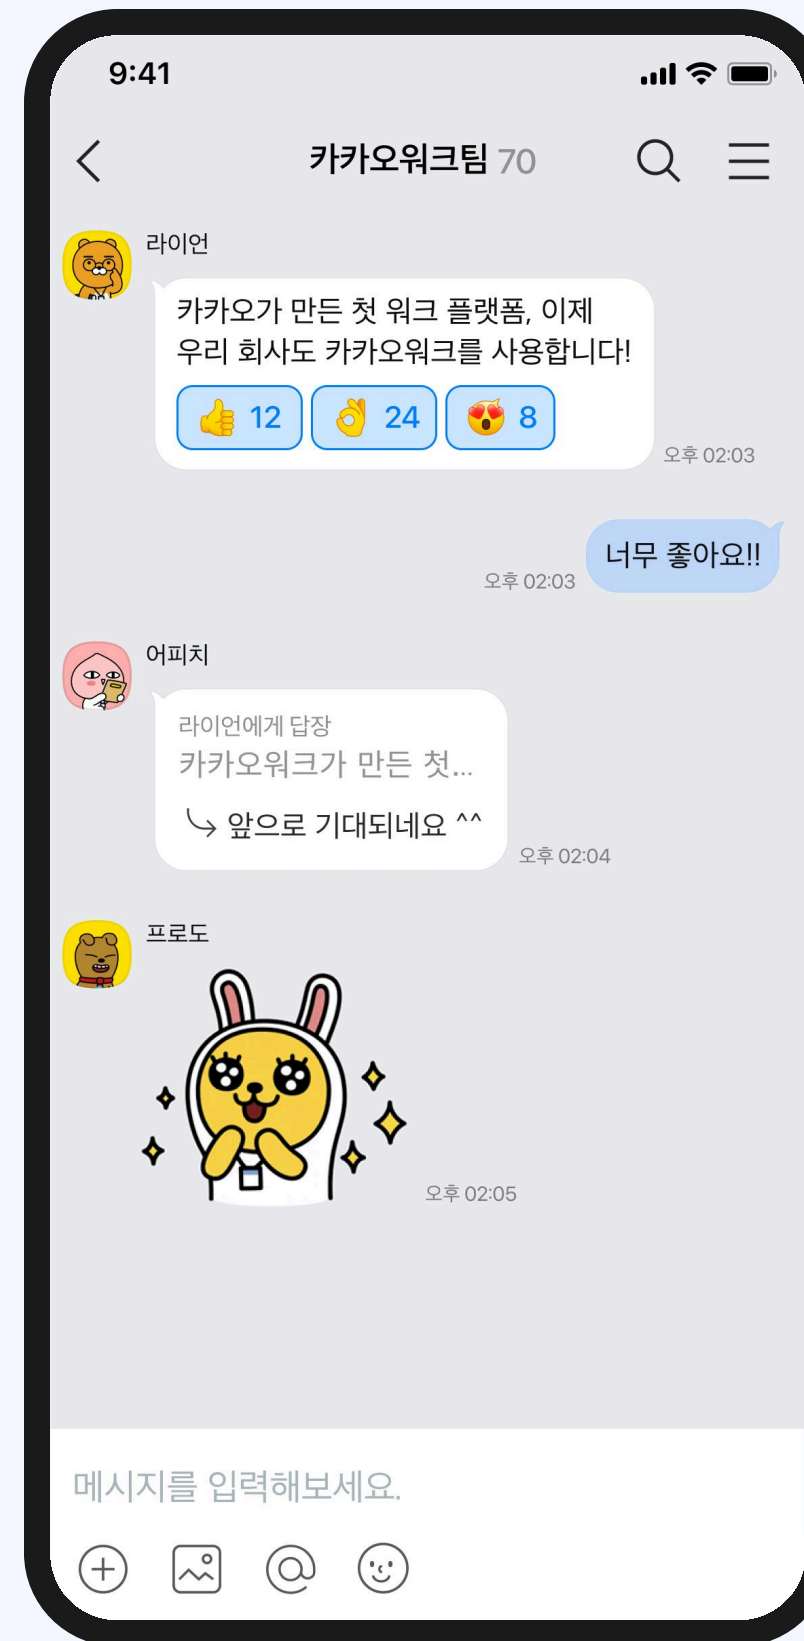 9:41
카카오워크팀 70
라이언
카카오가 만든 첫 워크 플랫폼, 이제
우리 회사도 카카오워크를 사용합니다!
12 24 8
오후 02:03
너무 좋아요!!
오후 02:03
어피치
라이언에게 답장
카카오워크가 만든 첫...
앞으로 기대되네요 ^^
오후 02:04
프로도
오후 02:05
메시지를 입력해보세요.